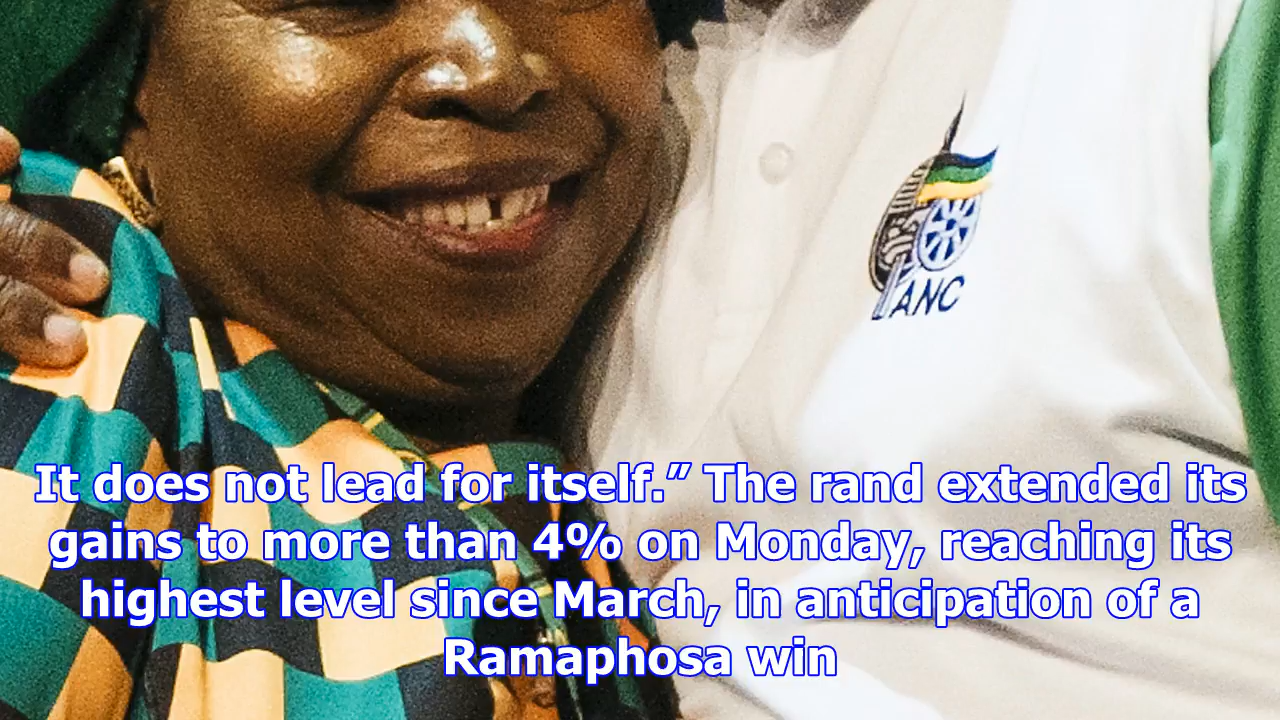 ANC
It does not lead for itself.” The rand extended its
gains to more than 4% on Monday, reaching its
highest level since March, in anticipation of a
Ramaphosa win